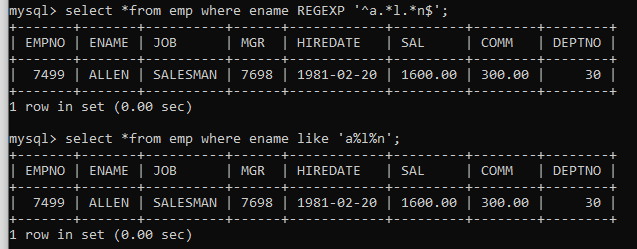 mysql> select *from emp where ename REGEXP '^a.*l.*n$';
+-------+-------+----------+------+------------+---------+--------+--------+
| EMPNO | ENAME | JOB      | MGR  | HIREDATE   | SAL     | COMM   | DEPTNO |
+-------+-------+----------+------+------------+---------+--------+--------+
|  7499 | ALLEN | SALESMAN | 7698 | 1981-02-20 | 1600.00 | 300.00 |     30 |
+-------+-------+----------+------+------------+---------+--------+--------+
1 row in set (0.00 sec)

mysql> select *from emp where ename like 'a%l%n';
+-------+-------+----------+------+------------+---------+--------+--------+
| EMPNO | ENAME | JOB      | MGR  | HIREDATE   | SAL     | COMM   | DEPTNO |
+-------+-------+----------+------+------------+---------+--------+--------+
|  7499 | ALLEN | SALESMAN | 7698 | 1981-02-20 | 1600.00 | 300.00 |     30 |
+-------+-------+----------+------+------------+---------+--------+--------+
1 row in set (0.00 sec)